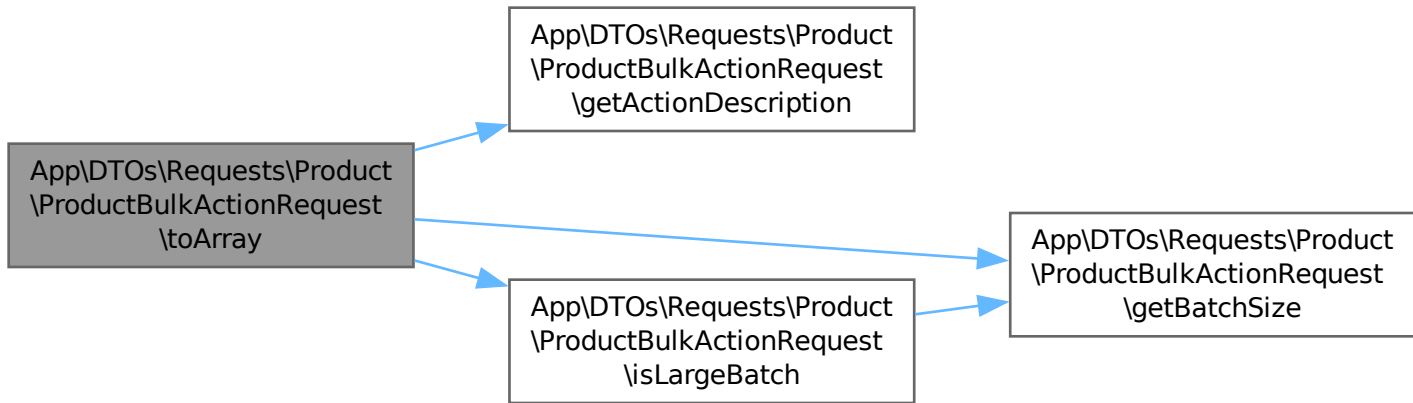 App\DTOs\Requests\Product
\ProductBulkActionRequest
\toArray
App\DTOs\Requests\Product
\ProductBulkActionRequest
\getActionDescription
App\DTOs\Requests\Product
\ProductBulkActionRequest
\isLargeBatch
App\DTOs\Requests\Product
\ProductBulkActionRequest
\getBatchSize